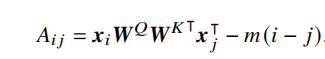 A_{ij} = x_i W^Q W^{K⊤} x_j^⊤ − m(i − j),